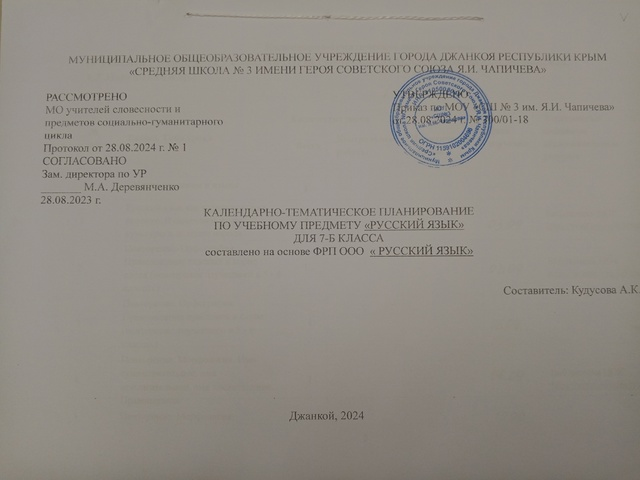 МУНИЦИПАЛЬНОЕ ОБЩЕОБРАЗОВАТЕЛЬНОЕ УЧРЕЖДЕНИЕ ГОРОДА ДЖАНКОЯ РЕСПУБЛИКИ КРЫМ
«СРЕДНЯЯ ШКОЛА № 3 ИМЕНИ ГЕРОЯ СОВЕТСКОГО СОЮЗА Я.И. ЧАПИЧЕВА»
РАССМОТРЕНО
МО учителей словесности и
предметов социально-гуманитарного
цикла
Протокол от 28.08.2024 г. № 1
СОГЛАСОВАНО
Зам. директора по УР
_______ М.А. Деревянченко
28.08.2023 г.
УТВЕРЖДЕНО
Приказ по МОУ № 3 им. Я.И. Чапичева»
от 28.08.2024 г. /01-18
ОГРН 1159102004898
КАЛЕНДАРНО-ТЕМАТИЧЕСКОЕ ПЛАНИРОВАНИЕ
ПО УЧЕБНОМУ ПРЕДМЕТУ «РУССКИЙ ЯЗЫК»
ДЛЯ 7-Б КЛАССА
составлено на основе ФРП ООО « РУССКИЙ ЯЗЫК»
Составитель: Кудусова А.К.
Джанкой, 2024